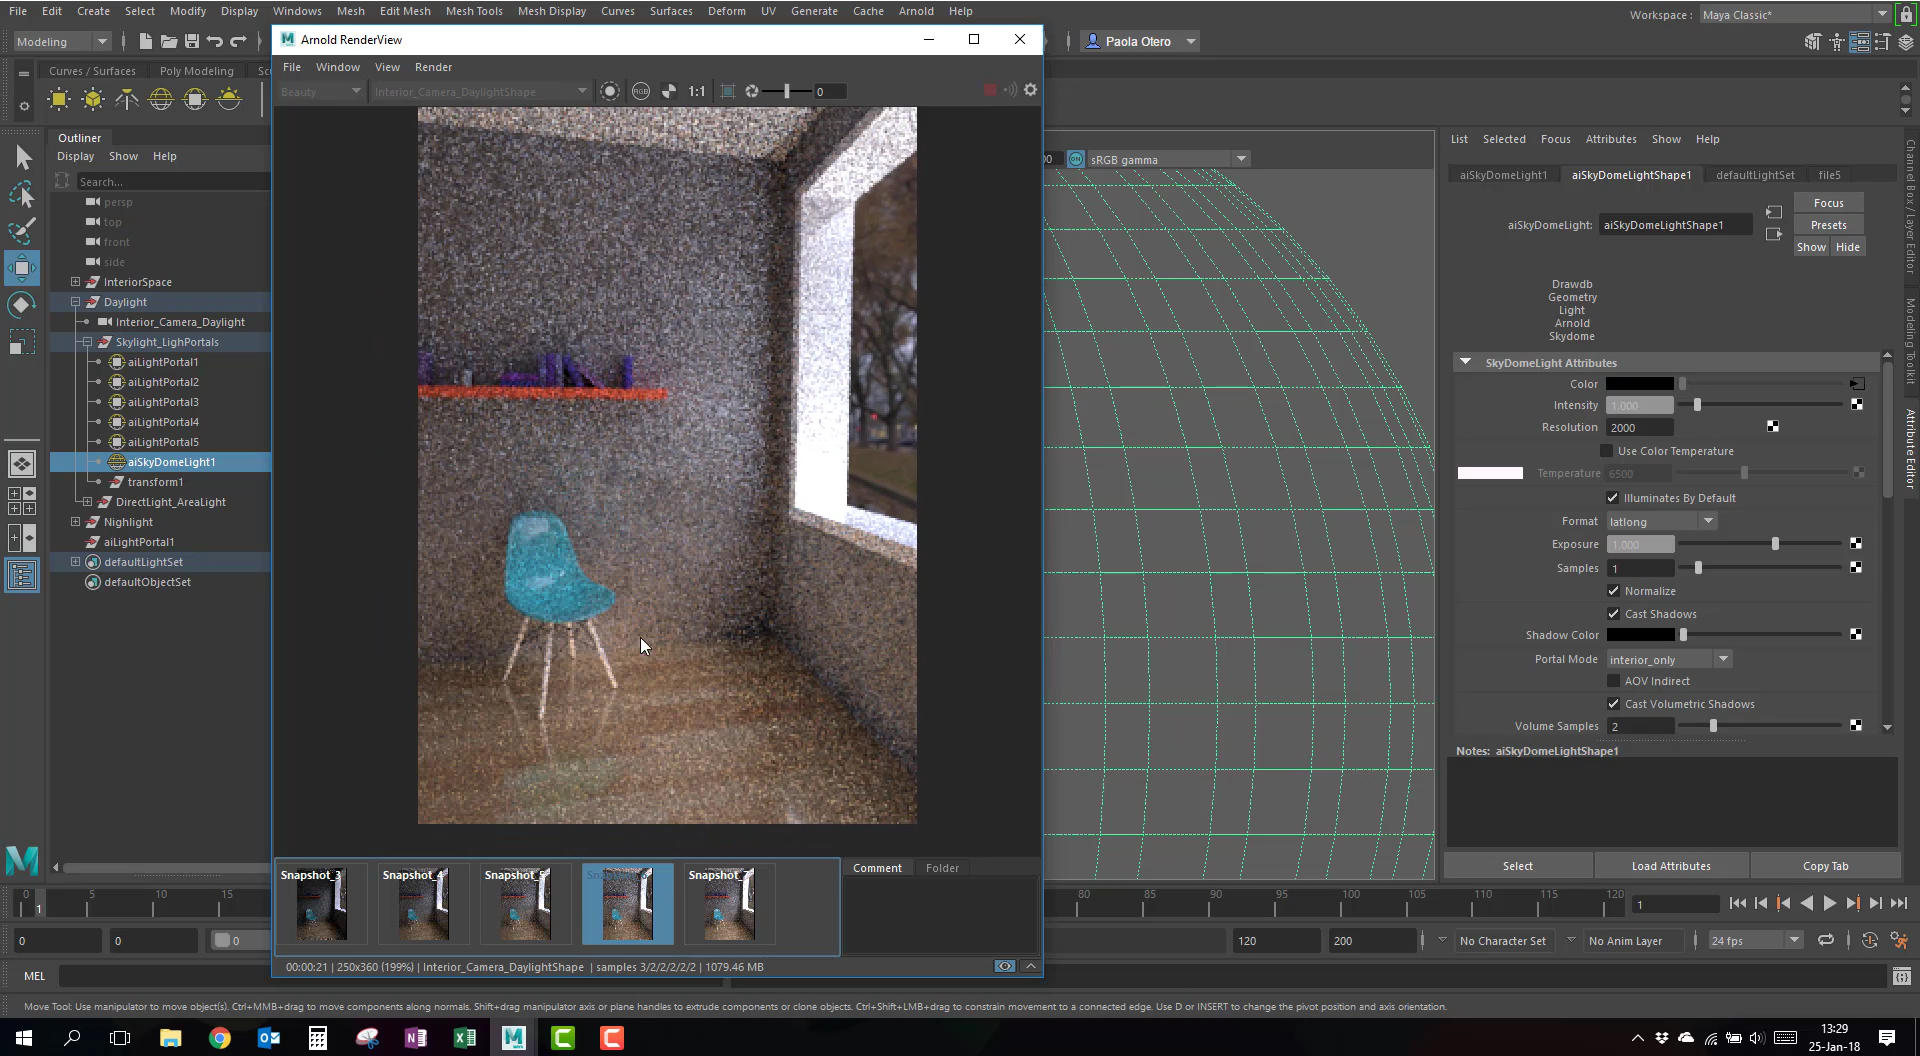 File Edit Create Select Modify Display Windows Mesh Edit Mesh Mesh Tools Mesh Display Curves Surfaces Deform UV Generate Cache Arnold Help
Workspace : Maya Classic*
Modeling
Arnold RenderView
Paola Otero
Curves / Surfaces Poly Modeling
File Window View Render
Beauty Interior_Camera_DaylightShape 1:1 0
Outliner
Display Show Help
Search...
persp
top
front
side
InteriorSpace
Daylight
Interior_Camera_Daylight
Skylight_LighPortals
aiLightPortal1
aiLightPortal2
aiLightPortal3
aiLightPortal4
aiLightPortal5
aiSkyDomeLight1
transform1
DirectLight_AreaLight
Nighlight
aiLightPortal1
defaultLightSet
defaultObjectSet
00 ON sRGB gamma
List Selected Focus Attributes Show Help
aiSkyDomeLight1 aiSkyDomeLightShape1 defaultLightSet file5
Focus
aiSkyDomeLight: aiSkyDomeLightShape1
Presets
Show Hide
Drawdb
Geometry
Light
Arnold
Skydome
SkyDomeLight Attributes
Color
Intensity 1.000
Resolution 2000
Use Color Temperature
Temperature 6500
Illuminates By Default
Format latlong
Exposure 1.000
Samples 1
Normalize
Cast Shadows
Shadow Color
Portal Mode interior_only
AOV Indirect
Cast Volumetric Shadows
Volume Samples 2
Notes: aiSkyDomeLightShape1
Select Load Attributes Copy Tab
Channel Box / Layer Editor
Modeling Toolkit
Attribute Editor
Snapshot_3 Snapshot_4 Snapshot_5
Comment Folder
00:00:21 | 250x360 (199%) | Interior_Camera_DaylightShape | samples 3/2/2/2/2/2 | 1079.46 MB
0 5 10 15 80 85 90 95 100 105 110 115 120
1 1
0 0 0 120 200 No Character Set No Anim Layer 24 fps
MEL
Move Tool: Use manipulator to move object(s). Ctrl+MMB+drag to move components along normals. Shift+drag manipulator axis or plane handles to extrude components or clone objects. Ctrl+Shift+LMB+drag to constrain movement to a connected edge. Use D or INSERT to change the pivot position and axis orientation.
13:29
25-Jan-18